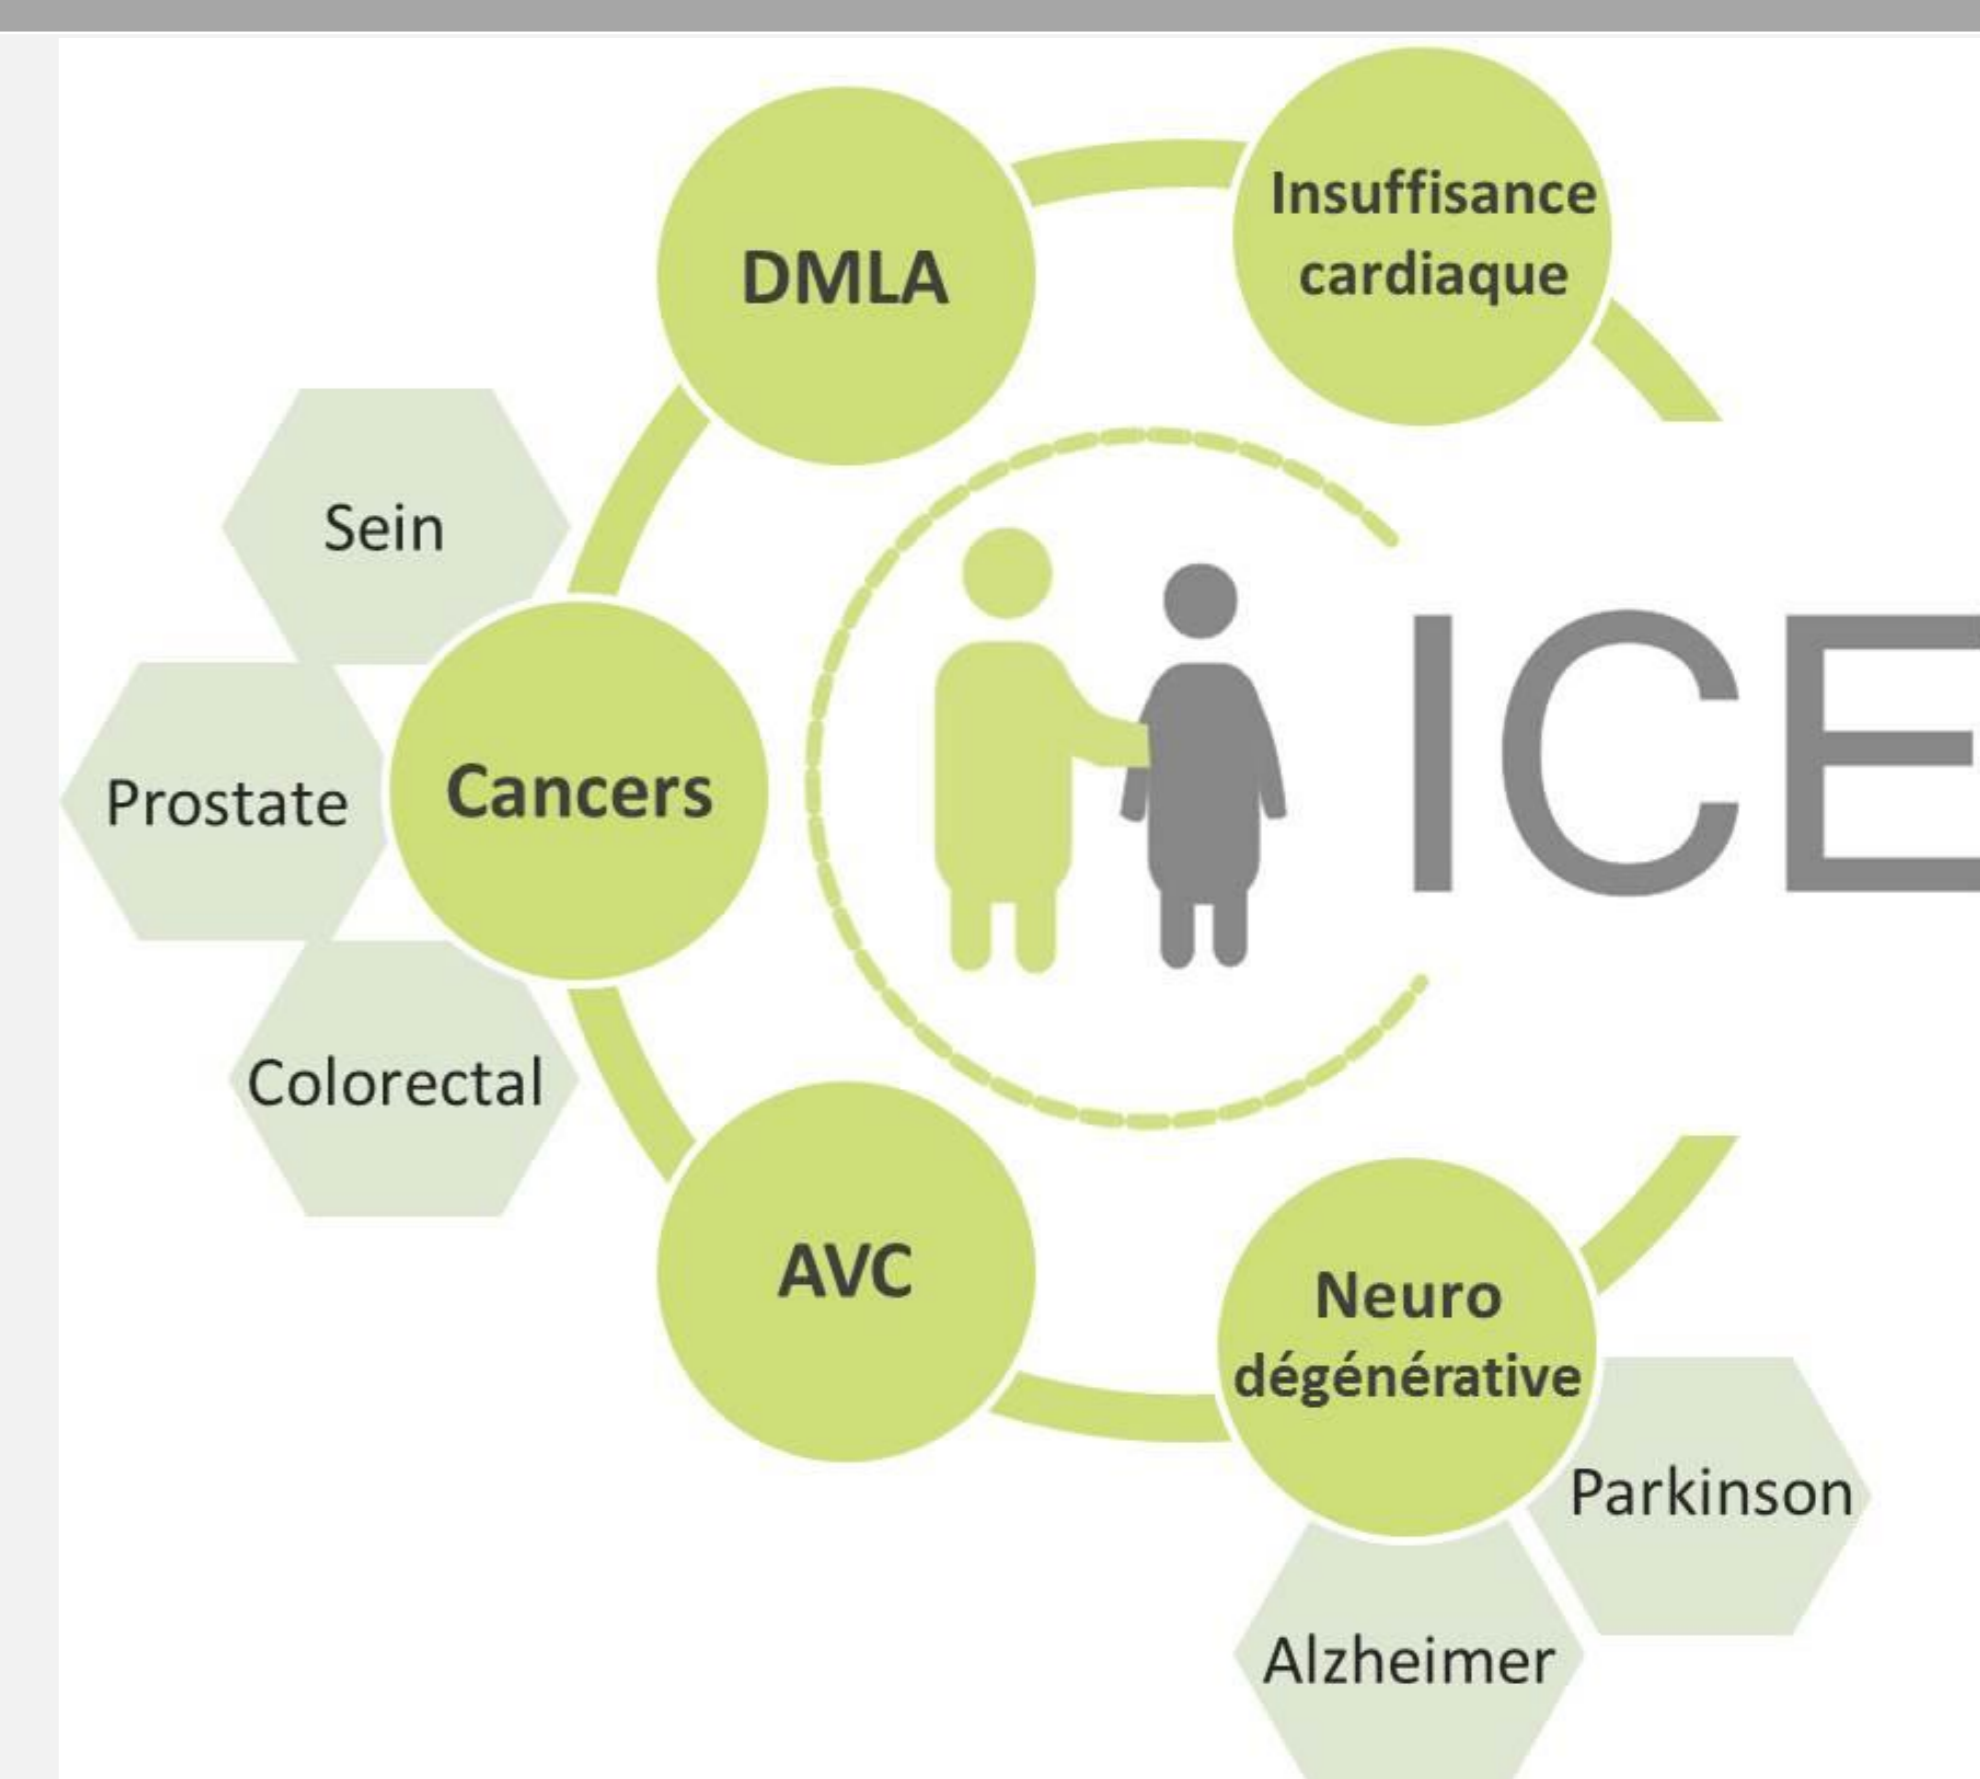 DMLA
Insuffisance
cardiaque
Sein
Prostate
Cancers
Colorectal
ICE
AVC
Neuro
dégénérative
Parkinson
Alzheimer